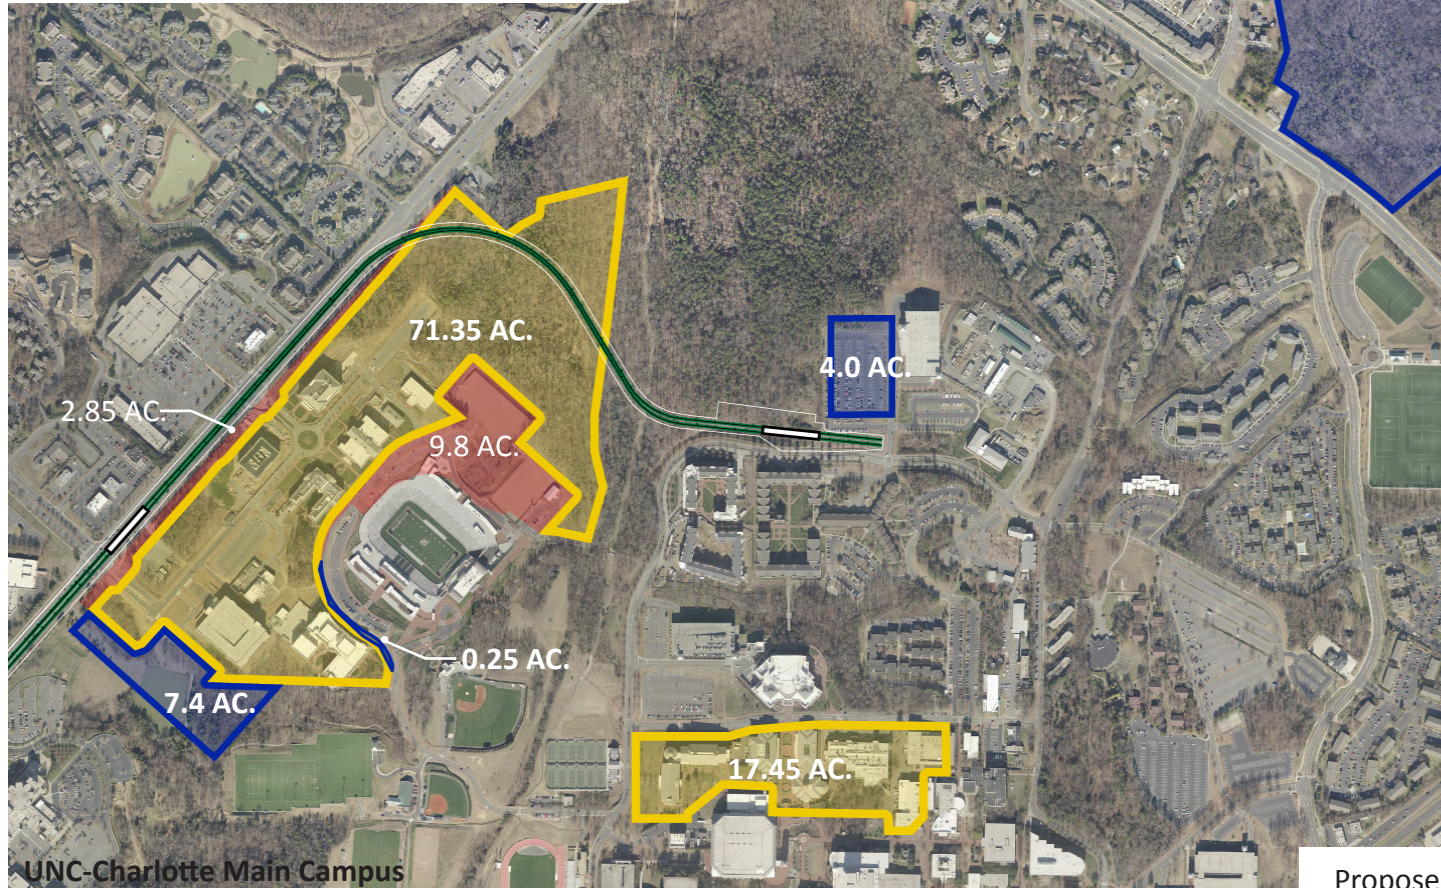 71.35 AC.
4.0 AC.
2.85 AC.
9.8 AC.
0.25 AC.
7.4 AC.
17.45 AC.
UNC-Charlotte Main Campus
Propose